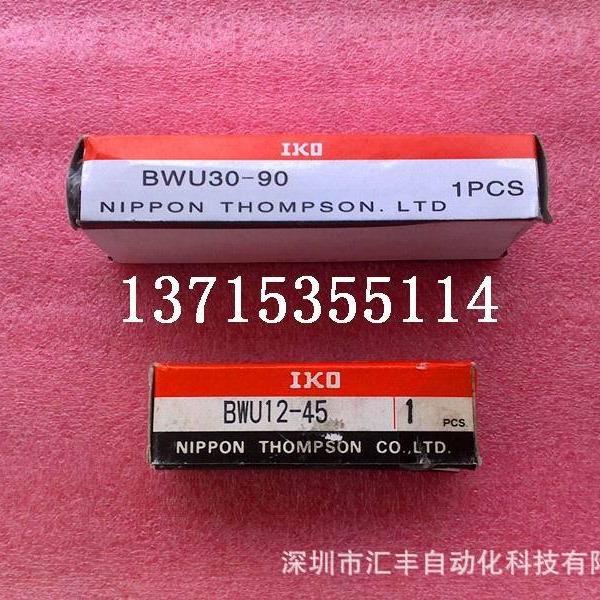 IKO
BWU30-90
1PCS
NIPPON THOMPSON. LTD
13715355114
IKO
BWU12-45 1 PCS
NIPPON THOMPSON CO.,LTD.
深圳市汇丰自动化科技有限